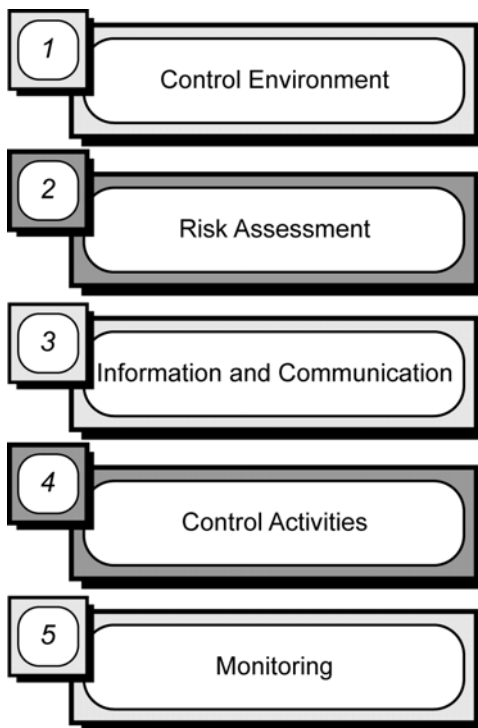 1
Control Environment
2
Risk Assessment
3
Information and Communication
4
Control Activities
5
Monitoring